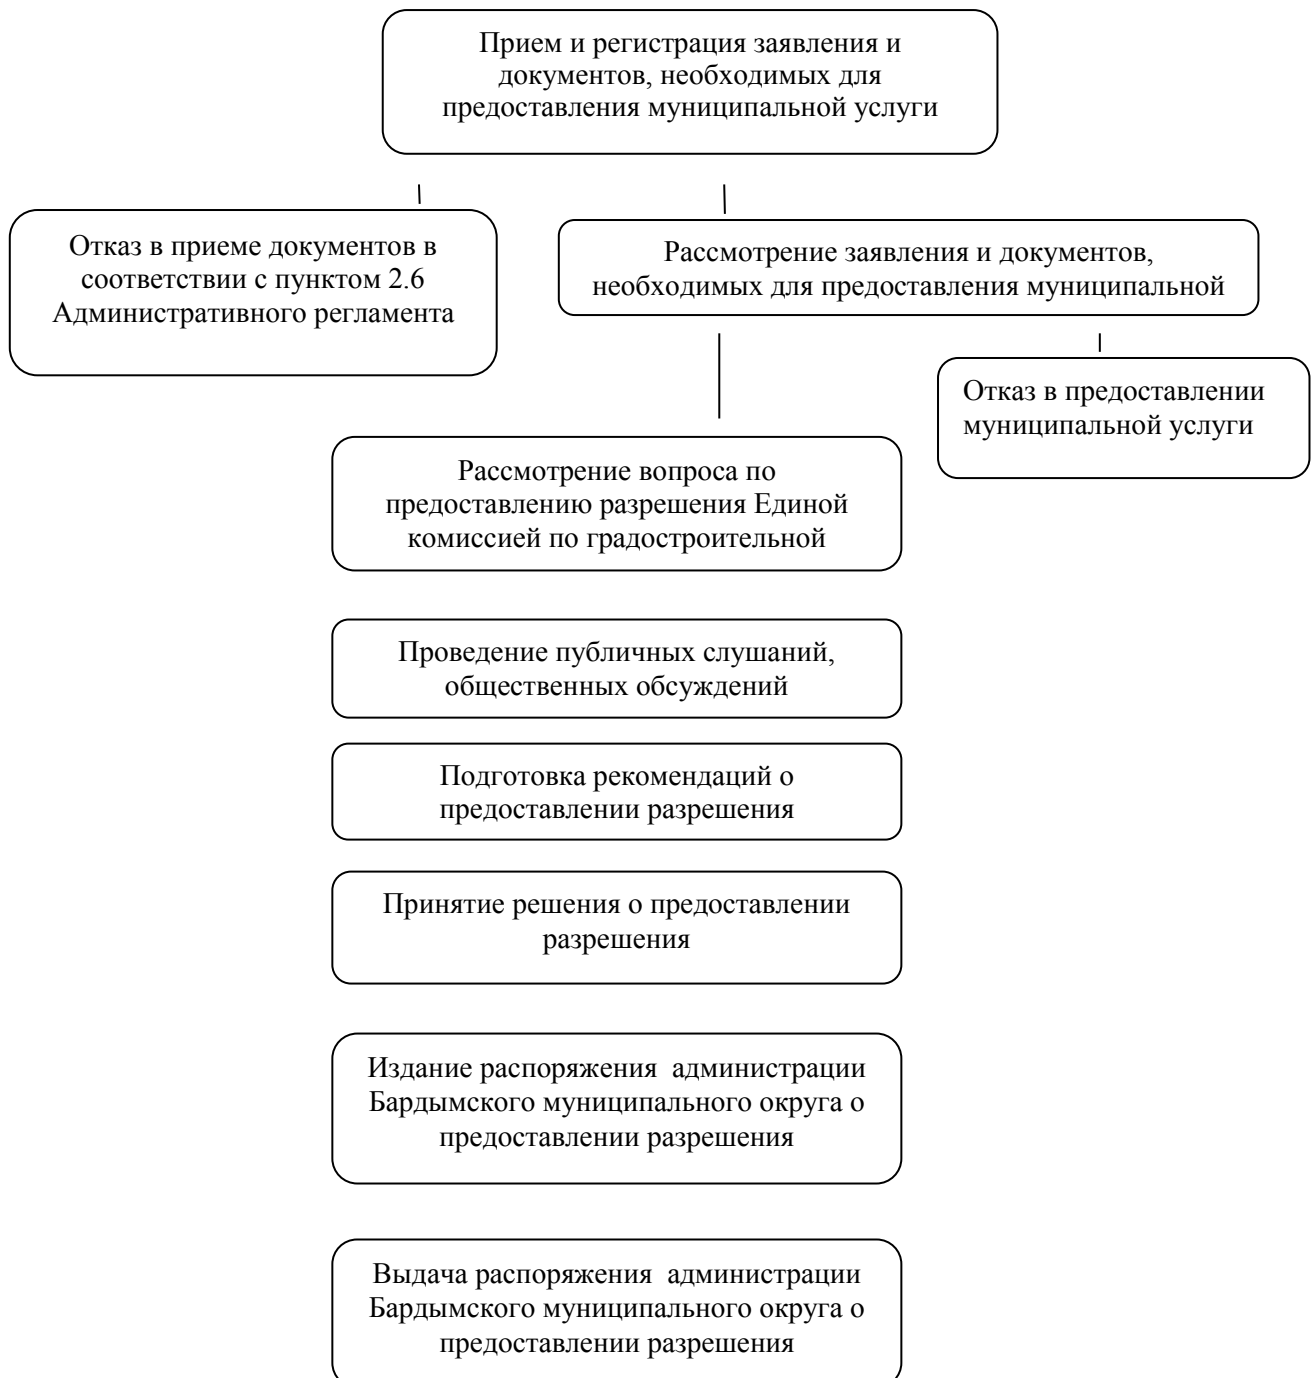 Прием и регистрация заявления и
документов, необходимых для
предоставления муниципальной услуги
Отказ в приеме документов в
соответствии с пунктом 2.6
Административного регламента
Рассмотрение заявления и документов,
необходимых для предоставления муниципальной
Отказ в предоставлении
муниципальной услуги
Рассмотрение вопроса по
предоставлению разрешения Единой
комиссией по градостроительной
Проведение публичных слушаний,
общественных обсуждений
Подготовка рекомендаций о
предоставлении разрешения
Принятие решения о предоставлении
разрешения
Издание распоряжения  администрации
Бардымского муниципального округа о
предоставлении разрешения
Выдача распоряжения  администрации
Бардымского муниципального округа о
предоставлении разрешения